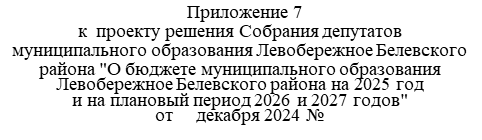 Приложение 7
к проекту решения Собрания депутатов
муниципального образования Левобережное Белевского
района "О бюджете муниципального образования
Левобережное Белевского района на 2025 год
и на плановый период 2026 и 2027 годов"
от декабря 2024 №